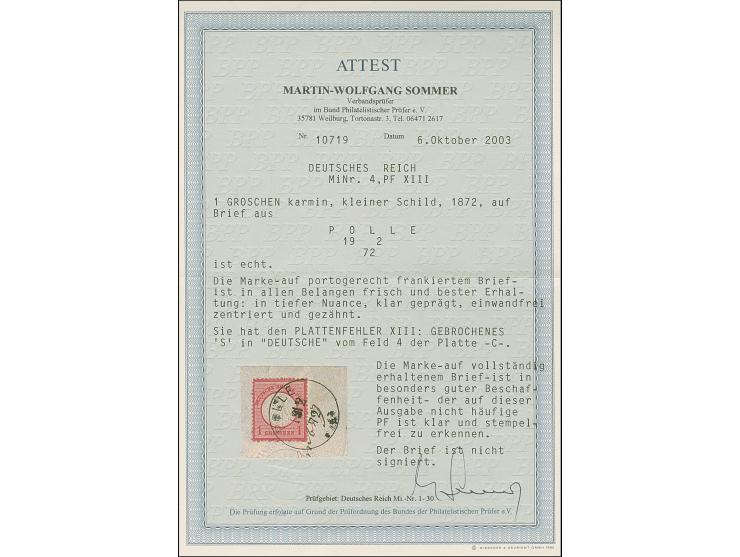 ATTEST
MARTIN-WOLFGANG SOMMER
Verbandsprüfer
im Bund Philatelistischer Prüfer e. V.
35781 Weilburg, Tortonastr. 3, Tel. 06471 2617
Nr. 10719 Datum 6.Oktober 2003
DEUTSCHES REICH
MiNr. 4,PF XIII
1 GROSCHEN karmin, kleiner Schild, 1872, auf
Brief aus
P O L L E
19 2
72
ist echt.
Die Marke-auf portogerecht frankiertem Brief-
ist in allen Belangen frisch und bester Erhal-
tung: in tiefer Nuance, klar geprägt, einwandfrei
zentriert und gezähnt.
Sie hat den PLATTENFEHLER XIII: GEBROCHENES
'S' in "DEUTSCHE" vom Feld 4 der Platte -C-.
Die Marke-auf vollständig
erhaltenem Brief-ist in
besonders guter Beschaf-
fenheit- der auf dieser
Ausgabe nicht häufige
PF ist klar und stempel-
frei zu erkennen.
Der Brief ist nicht
signiert.
1 GROSCHEN 1
Prüfgebiet: Deutsches Reich Mi.-Nr. 1- 30
Die Prüfung erfolgte auf Grund der Prüfordnung des Bundes der Philatelistischen Prüfer e.V.